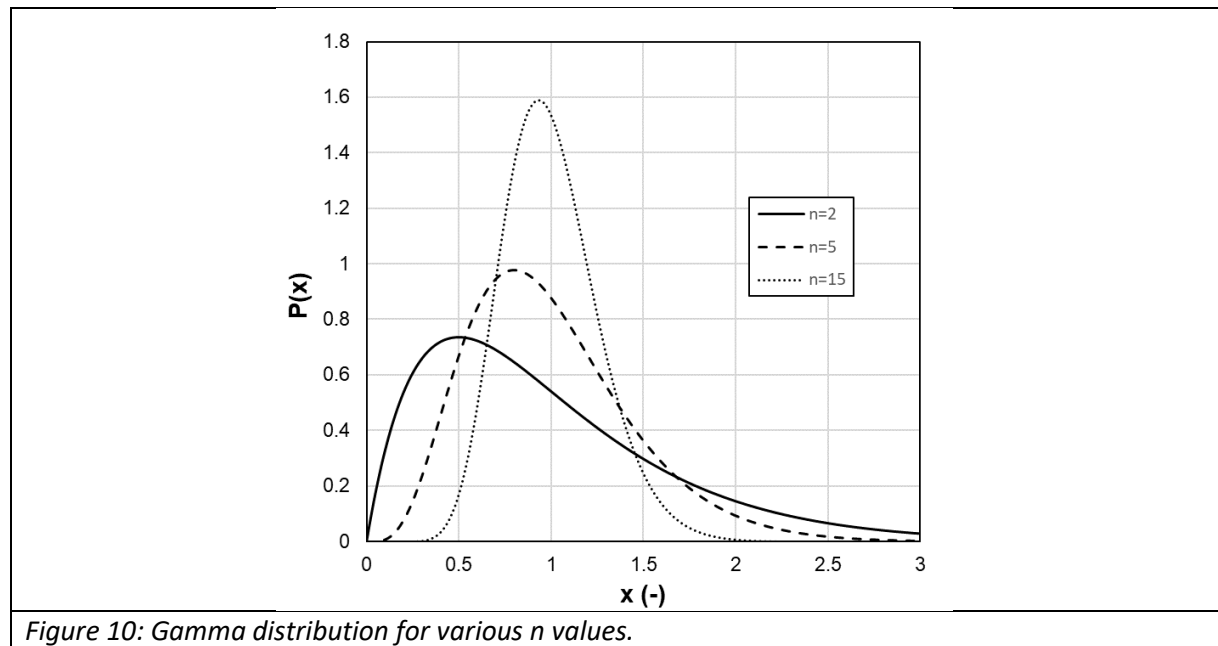 1.8
1.6
1.4
1.2
1
0.8
0.6
0.4
0.2
0
P(x)
n=2
n=5
n=15
0 0.5 1 1.5 2 2.5 3
x (-)
Figure 10: Gamma distribution for various n values.